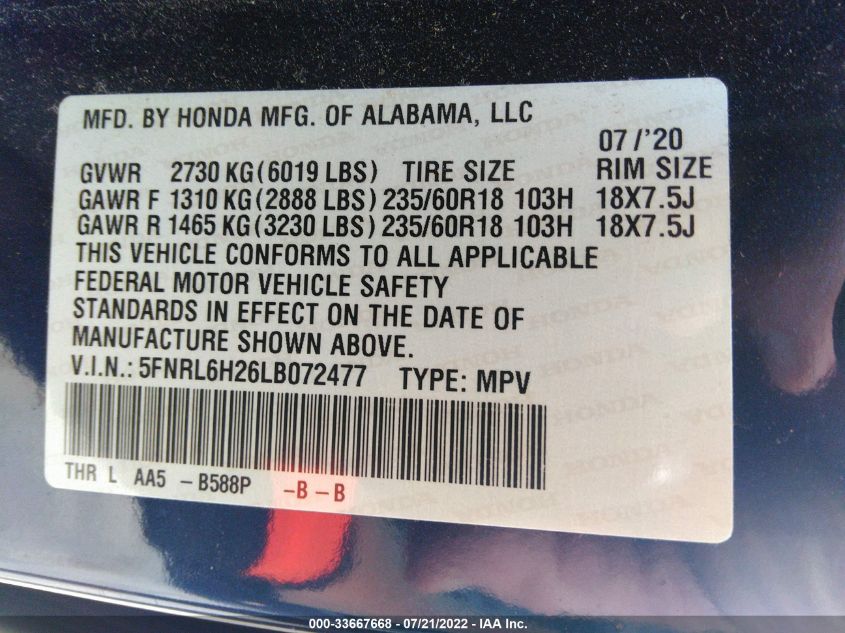 MFD. BY HONDA MFG. OF ALABAMA, LLC
07/'20
GVWR 2730 KG(6019 LBS) TIRE SIZE RIM SIZE
GAWR F 1310 KG(2888 LBS) 235/60R18 103H 18X7.5J
GAWR R 1465 KG(3230 LBS) 235/60R18 103H 18X7.5J
THIS VEHICLE CONFORMS TO ALL APPLICABLE
FEDERAL MOTOR VEHICLE SAFETY
STANDARDS IN EFFECT ON THE DATE OF
MANUFACTURE SHOWN ABOVE.
V.I.N.: 5FNRL6H26LB072477 TYPE: MPV
THR L AA5 – B588P –B – B
000-33667668 - 07/21/2022 - IAA Inc.